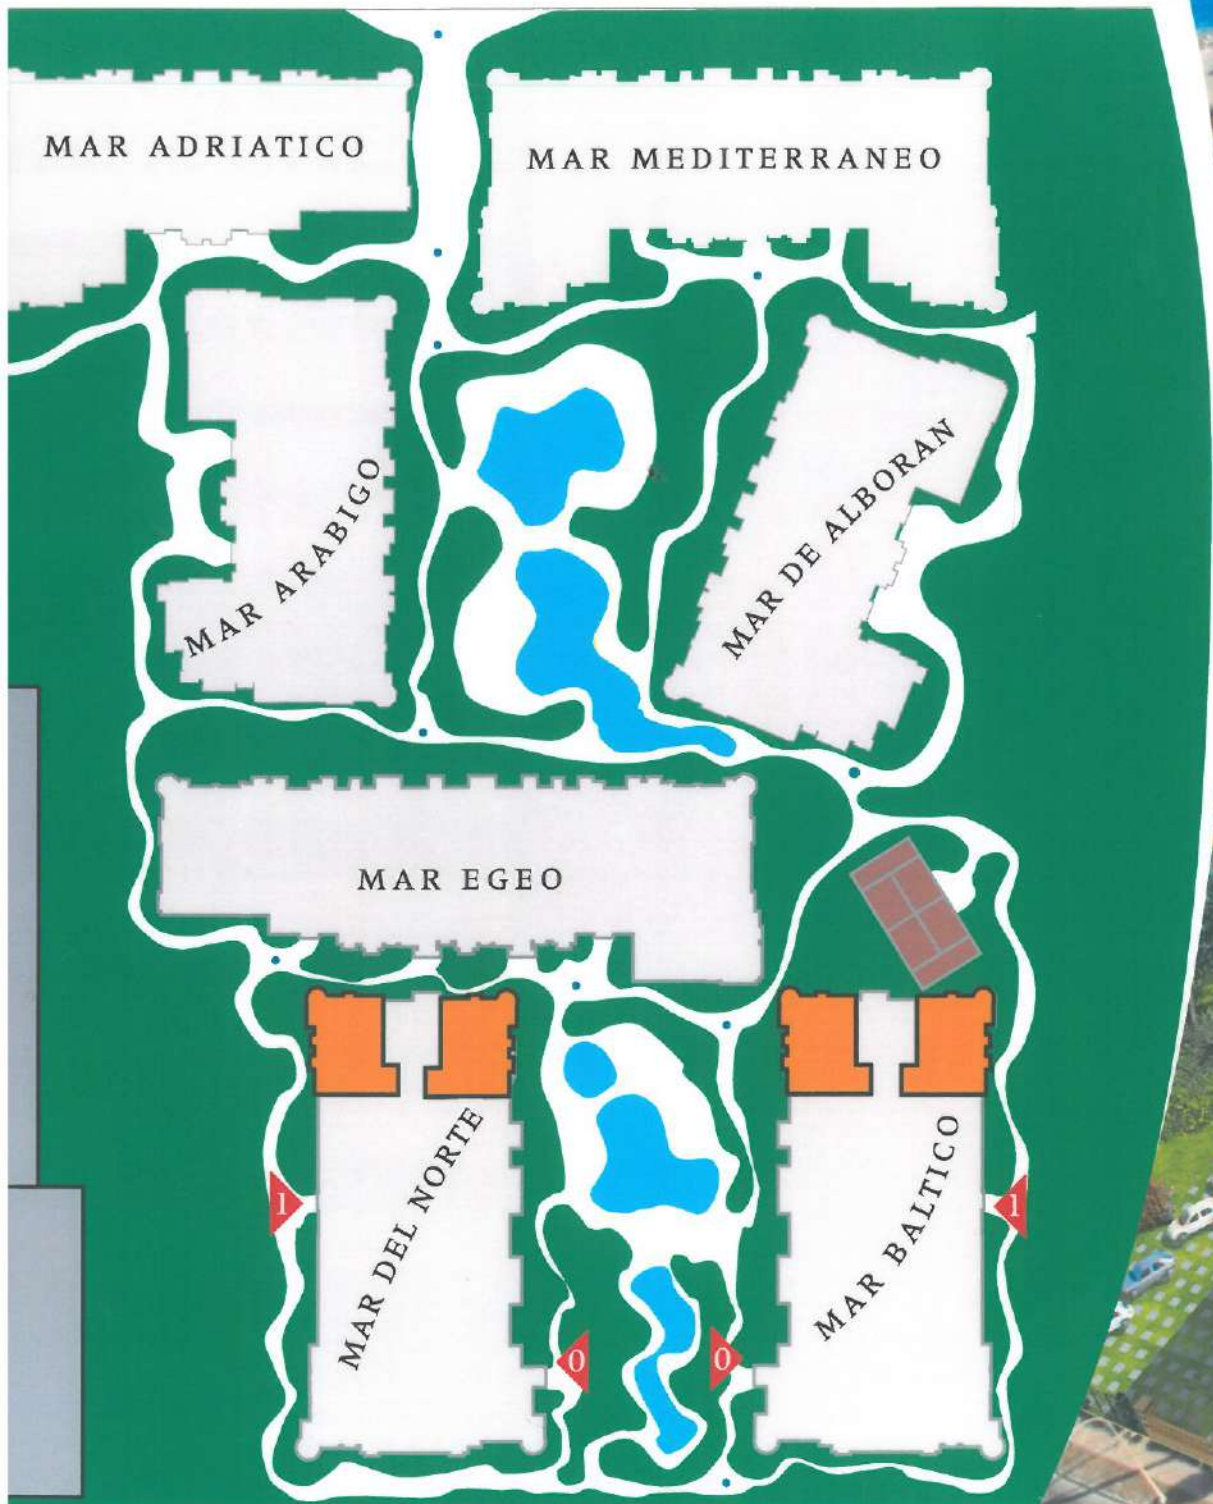 MAR ADRIATICO
MAR MEDITERRANEO
MAR ARABIGO
MAR DE ALBORAN
MAR EGEO
MAR DEL NORTE
MAR BALTICO
1
1
0
0